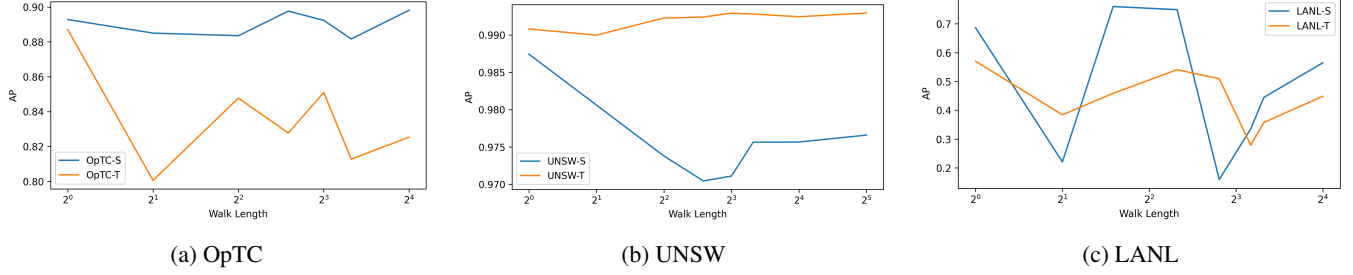 0.90
0.88
0.86
0.84
0.82
0.80
AP
OpTC-S
OpTC-T
2^0 2^1 2^2 2^3 2^4
Walk Length
(a) OpTC
0.990
0.985
0.980
0.975
0.970
AP
UNSW-S
UNSW-T
2^0 2^1 2^2 2^3 2^4 2^5
Walk Length
(b) UNSW
0.7
0.6
0.5
0.4
0.3
0.2
AP
LANL-S
LANL-T
2^0 2^1 2^2 2^3 2^4
Walk Length
(c) LANL